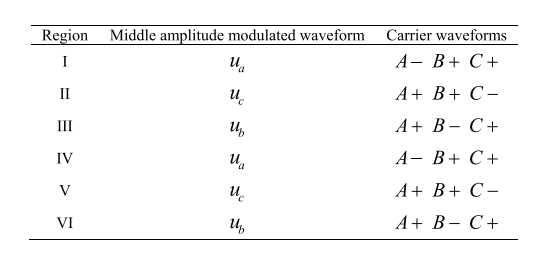 Region Middle amplitude modulated waveform Carrier waveforms
I u_a A− B+ C+
II u_c A+ B+ C−
III u_b A+ B− C+
IV u_a A− B+ C+
V u_c A+ B+ C−
VI u_b A+ B− C+